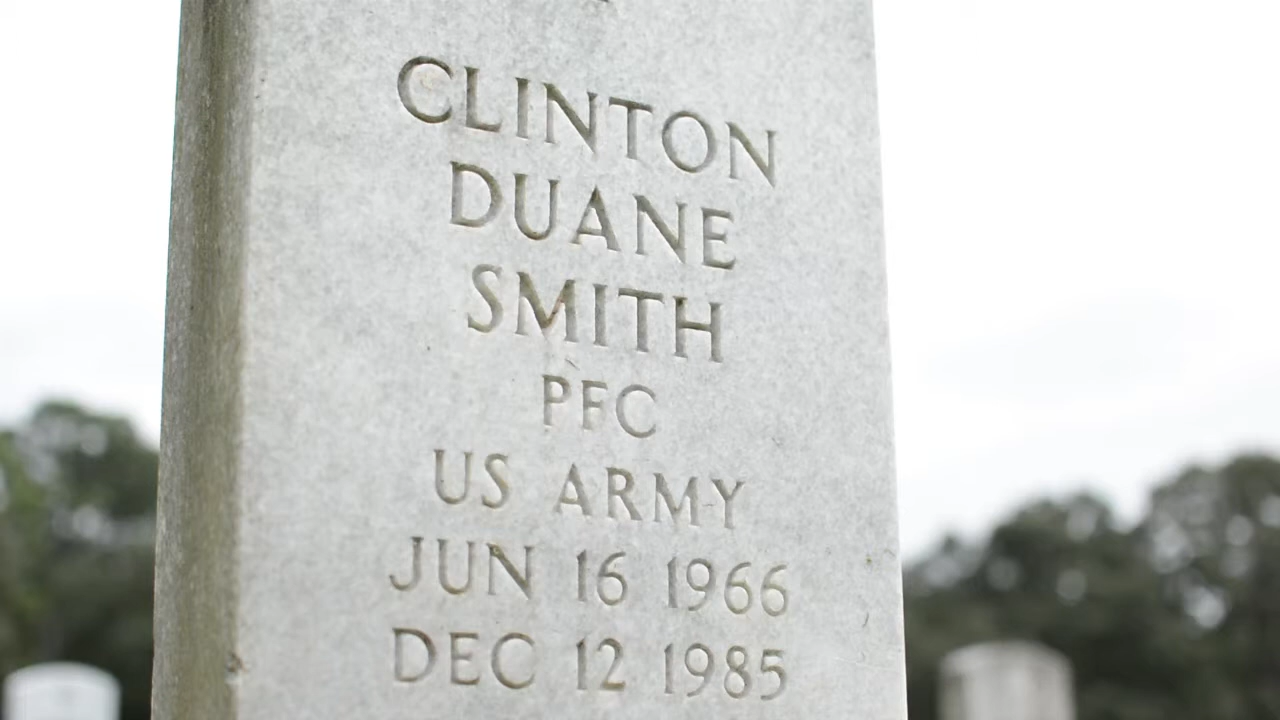 CLINTON
DUANE
SMITH
PFC
US ARMY
JUN 16 1966
DEC 12 1985